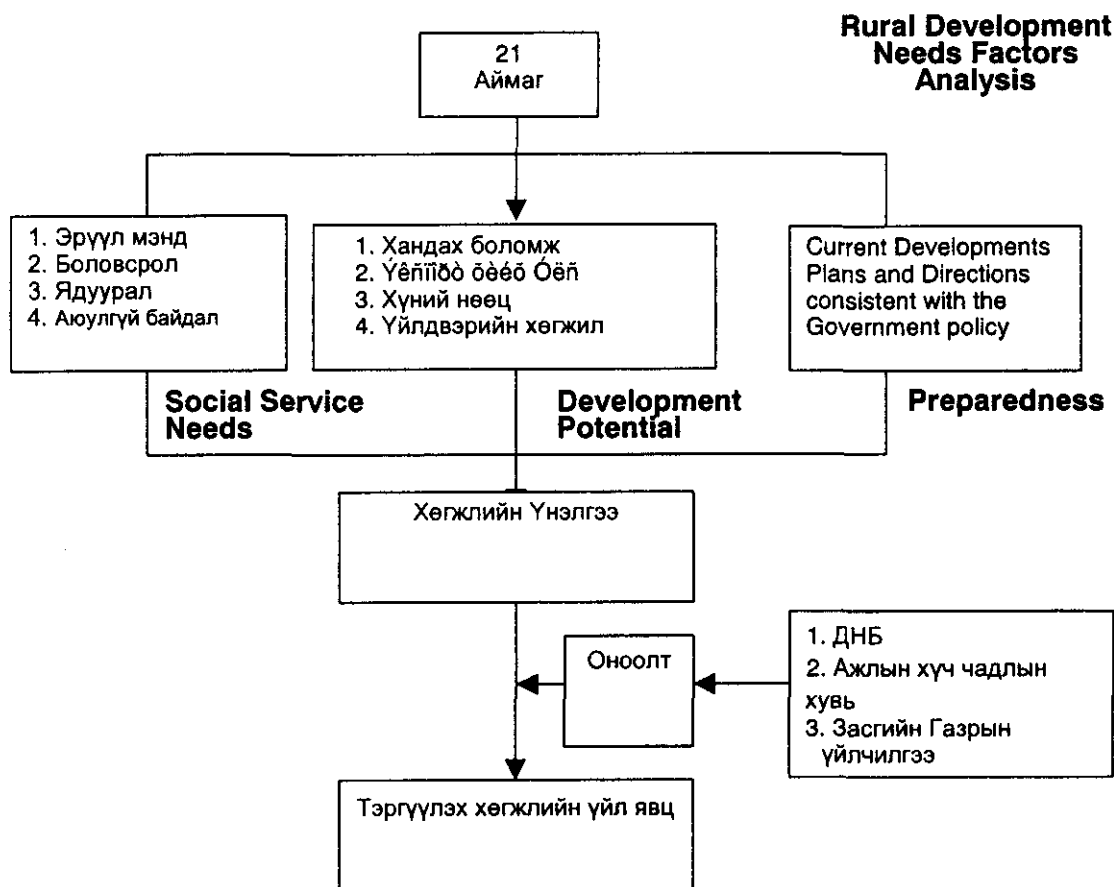 Rural Development
Needs Factors
Analysis
21
Аймаг
1. Эрүүл мэнд
2. Боловсрол
3. Ядуурал
4. Аюулгүй байдал
1. Хандах боломж
2. Ýêñïîðò õèéõ Óëñ
3. Хүний нөөц
4. Үйлдвэрийн хөгжил
Current Developments
Plans and Directions
consistent with the
Government policy
Social Service
Needs
Development
Potential
Preparedness
Хөгжлийн Үнэлгээ
Оноолт
1. ДНБ
2. Ажлын хүч чадлын
хувь
3. Засгийн Газрын
үйлчилгээ
Тэргүүлэх хөгжлийн үйл явц